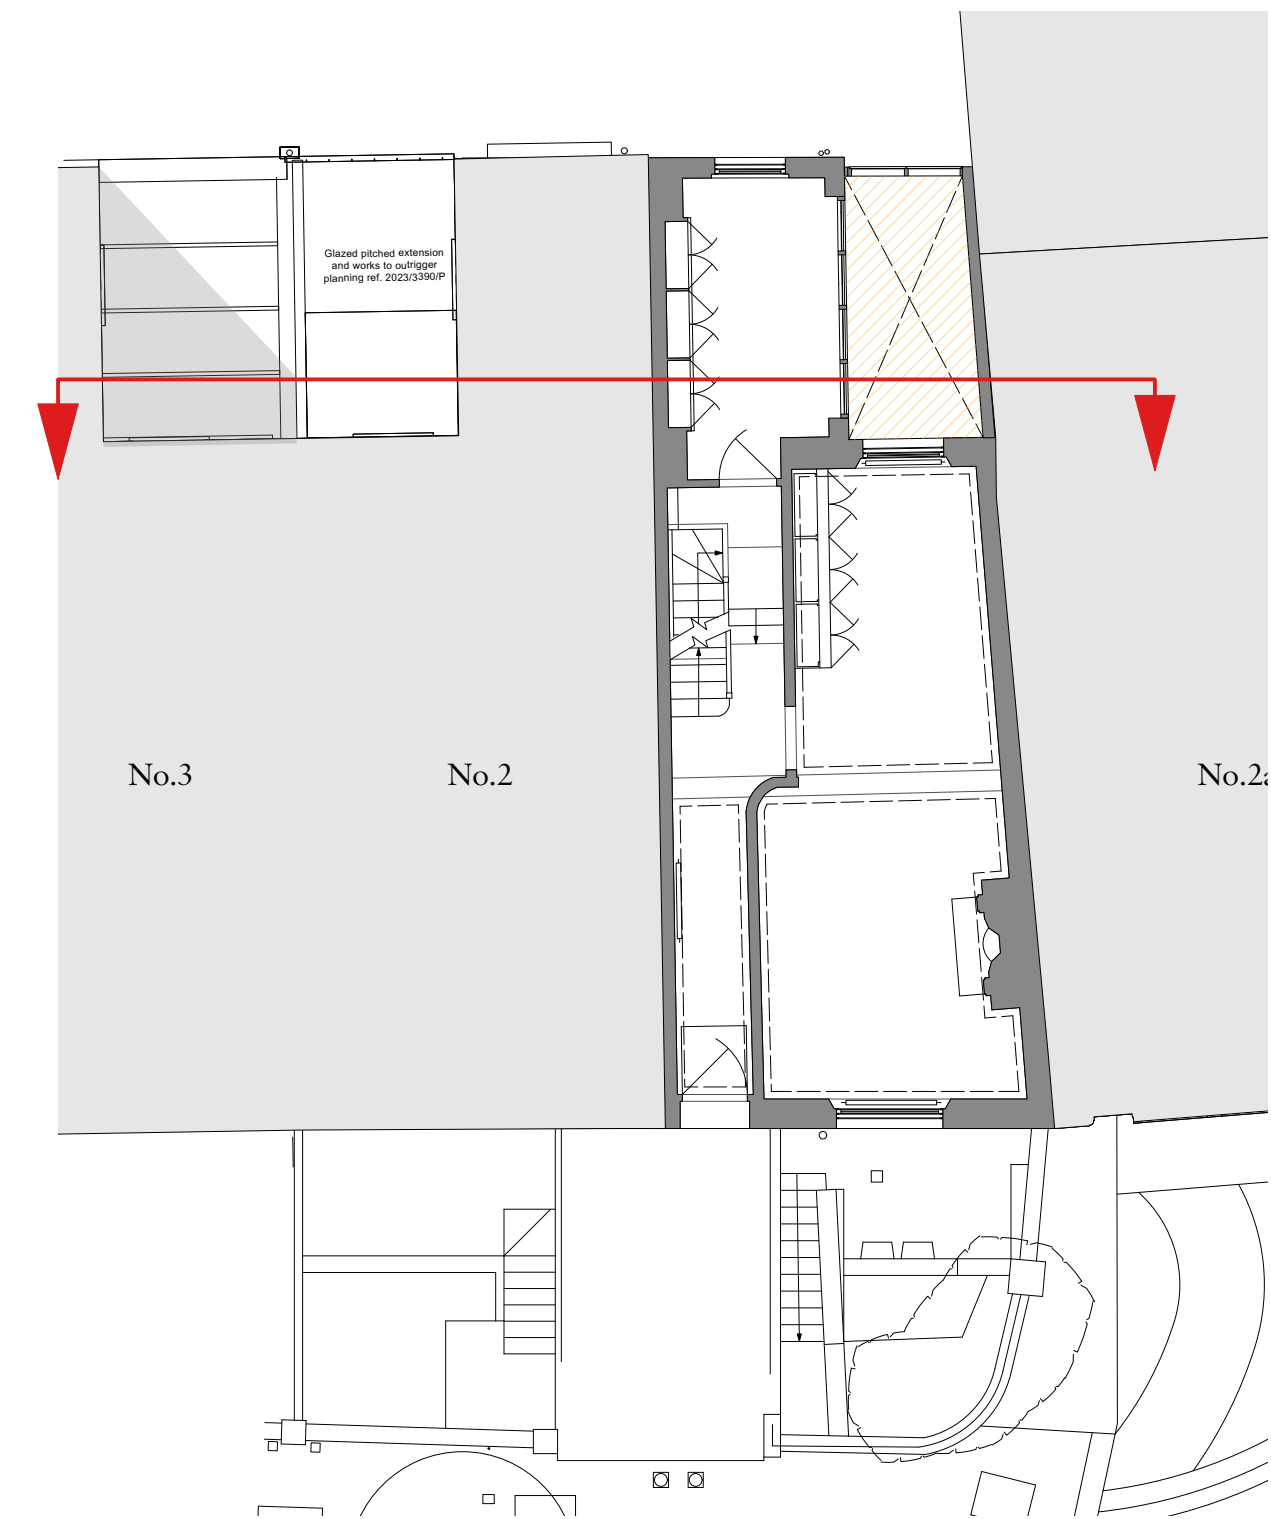 Glazed pitched extension
and works to outrigger
planning ref. 2023/3390/P
No.3
No.2
No.2a